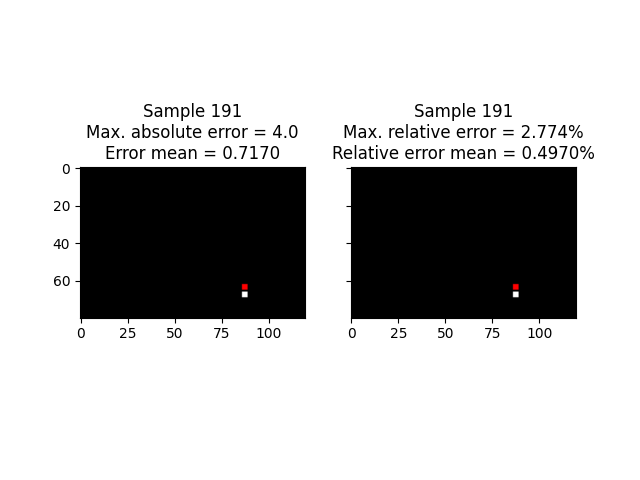 Sample 191
Max. absolute error = 4.0
Error mean = 0.7170
Sample 191
Max. relative error = 2.774%
Relative error mean = 0.4970%
0
20
40
60
0 25 50 75 100
0 25 50 75 100